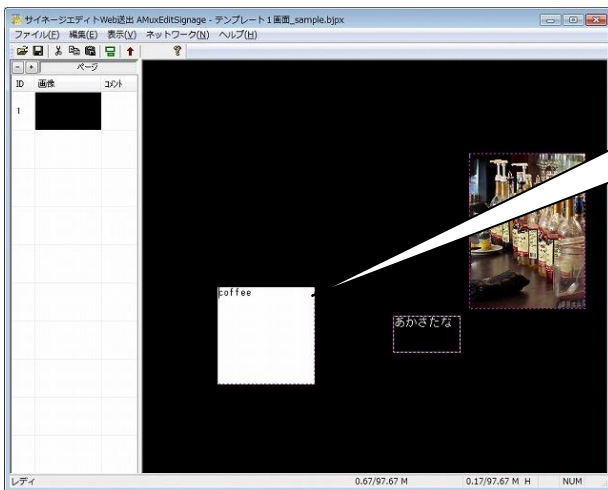 サイネージエディトWeb送出 AMuxEditSignage - テンプレート1画面_sample.bjpx
ファイル(F) 編集(E) 表示(V) ネットワーク(N) ヘルプ(H)
- + ページ
ID 画像 コメント
1
coffee
あかさたな
レディ 0.67/97.67 M 0.17/97.67 M H NUM